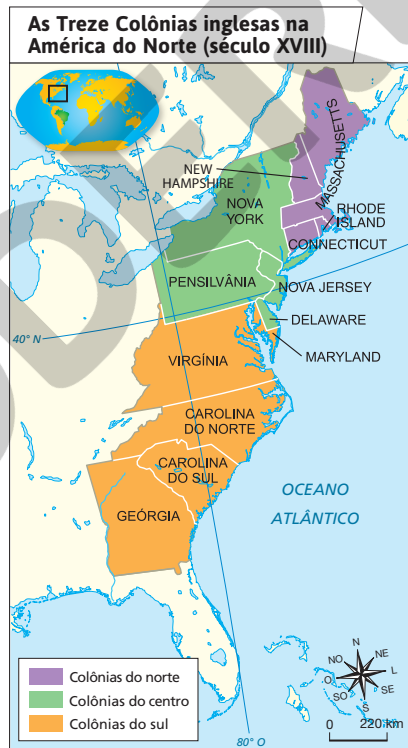 As Treze Colônias inglesas na
América do Norte (século XVIII)
MASSACHUSETTS
NEW
HAMPSHIRE
NOVA
YORK
RHODE
ISLAND
CONNECTICUT
PENSILVÂNIA
NOVA JERSEY
DELAWARE
40° N
MARYLAND
VIRGÍNIA
CAROLINA
DO NORTE
CAROLINA
DO SUL
GEÓRGIA
OCEANO
ATLÂNTICO
Colônias do norte
Colônias do centro
Colônias do sul
N
NO
NE
O
L
SO
SE
S
0 220 km
80° O